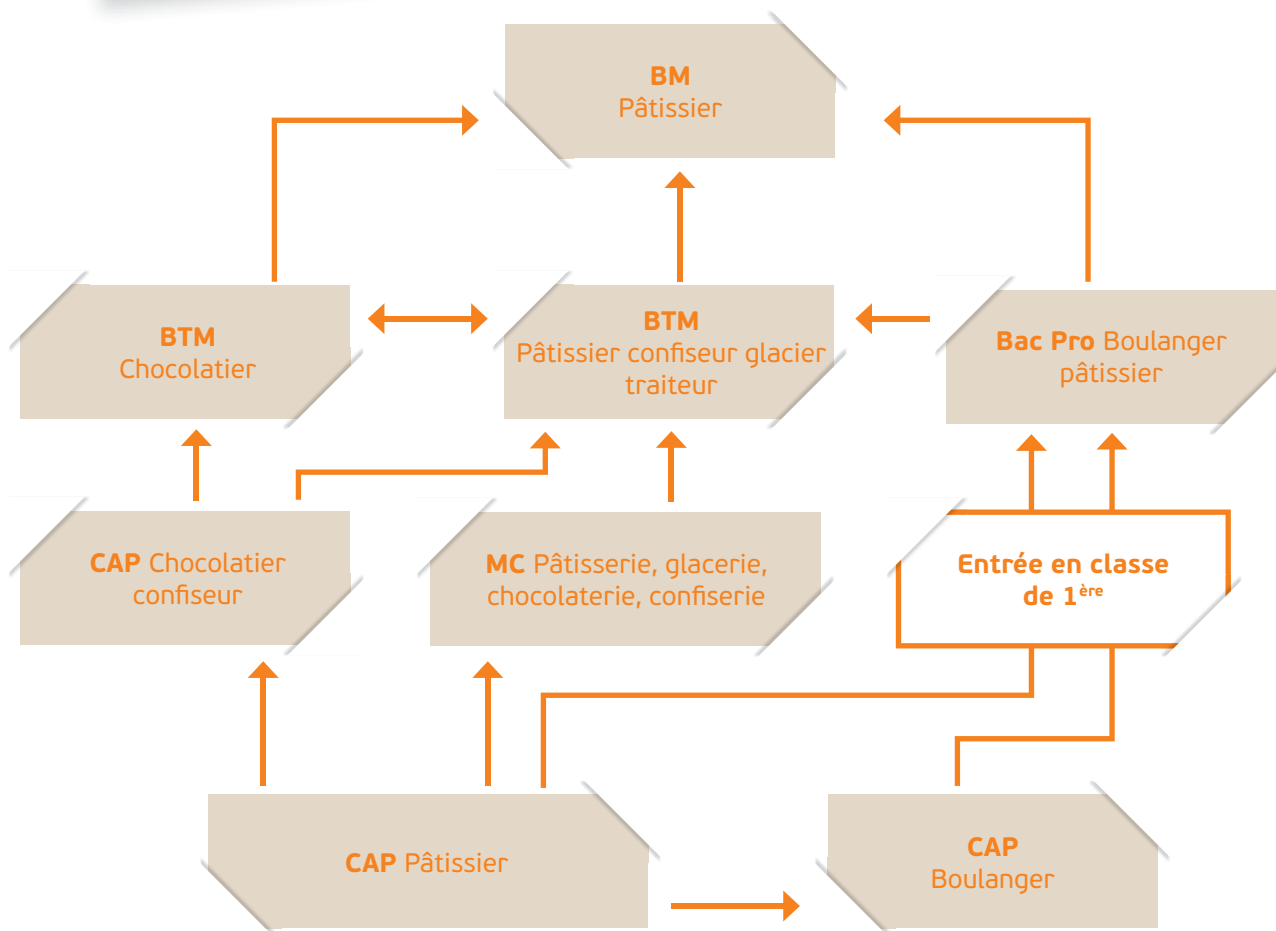 BM
Pâtissier
BTM
Chocolatier
BTM
Pâtissier confiseur glacier
traiteur
Bac Pro Boulanger
pâtissier
CAP Chocolatier
confiseur
MC Pâtisserie, glacerie,
chocolaterie, confiserie
Entrée en classe
de 1ère
CAP Pâtissier
CAP
Boulanger